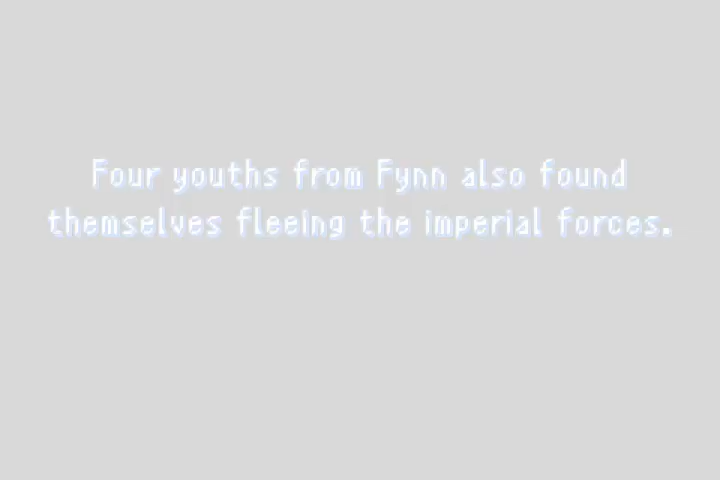 Four youths from Fynn also found
themselves fleeing the imperial forces.